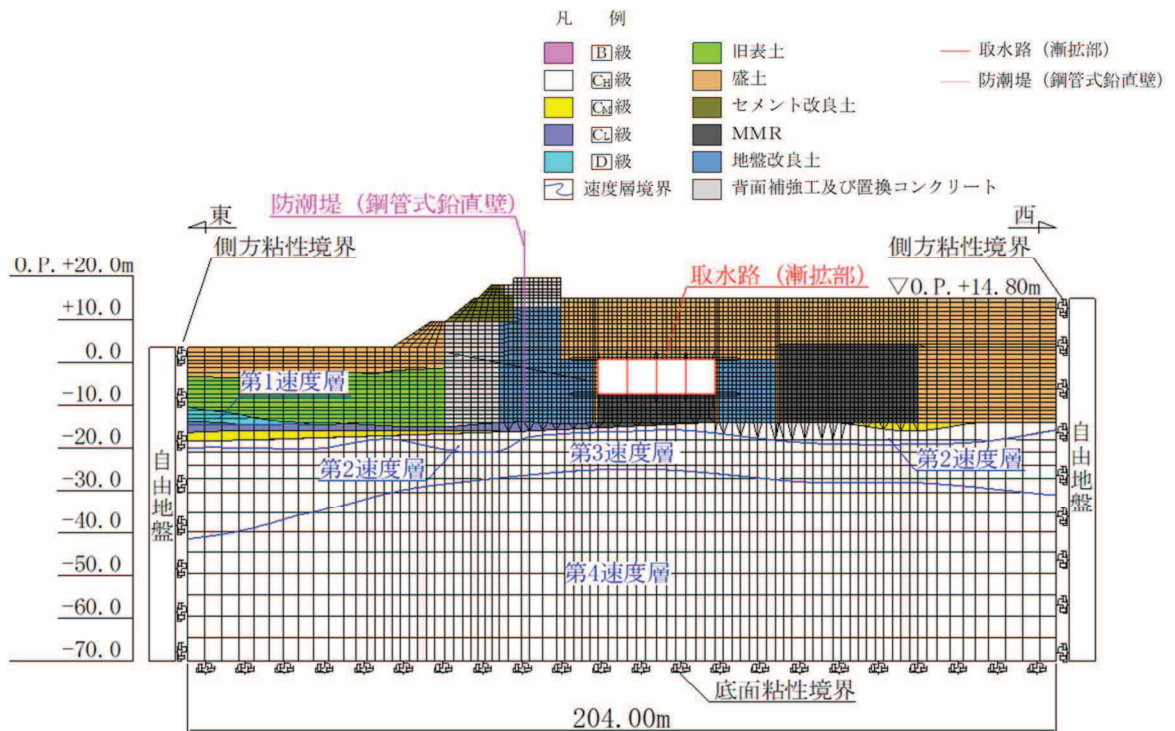 凡 例
B級
CH級
CM級
CL級
D級
速度層境界
旧表土
盛土
セメント改良土
MMR
地盤改良土
背面補強工及び置換コンクリート
取水路（漸拡部）
防潮堤（鋼管式鉛直壁）
防潮堤（鋼管式鉛直壁）
東
西
側方粘性境界
側方粘性境界
取水路（漸拡部）
▽O.P.+14.80m
O.P.+20.0m
+10.0
0.0
-10.0
-20.0
-30.0
-40.0
-50.0
-60.0
-70.0
第1速度層
第2速度層
第3速度層
第2速度層
第4速度層
自由地盤
自由地盤
底面粘性境界
204.00m